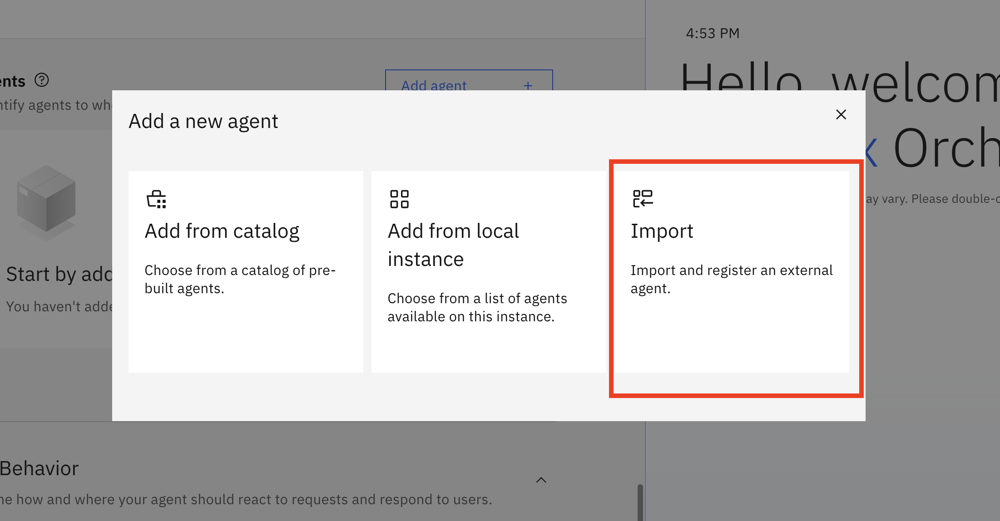 4:53 PM
Hello, welcom
x Orch
ay vary. Please double-c
ents
ntify agents to wh
Add agent +
Add a new agent
Add from catalog
Choose from a catalog of pre-
built agents.
Add from local
instance
Choose from a list of agents
available on this instance.
Import
Import and register an external
agent.
Start by add
You haven't adde
Behavior
ne how and where your agent should react to requests and respond to users.